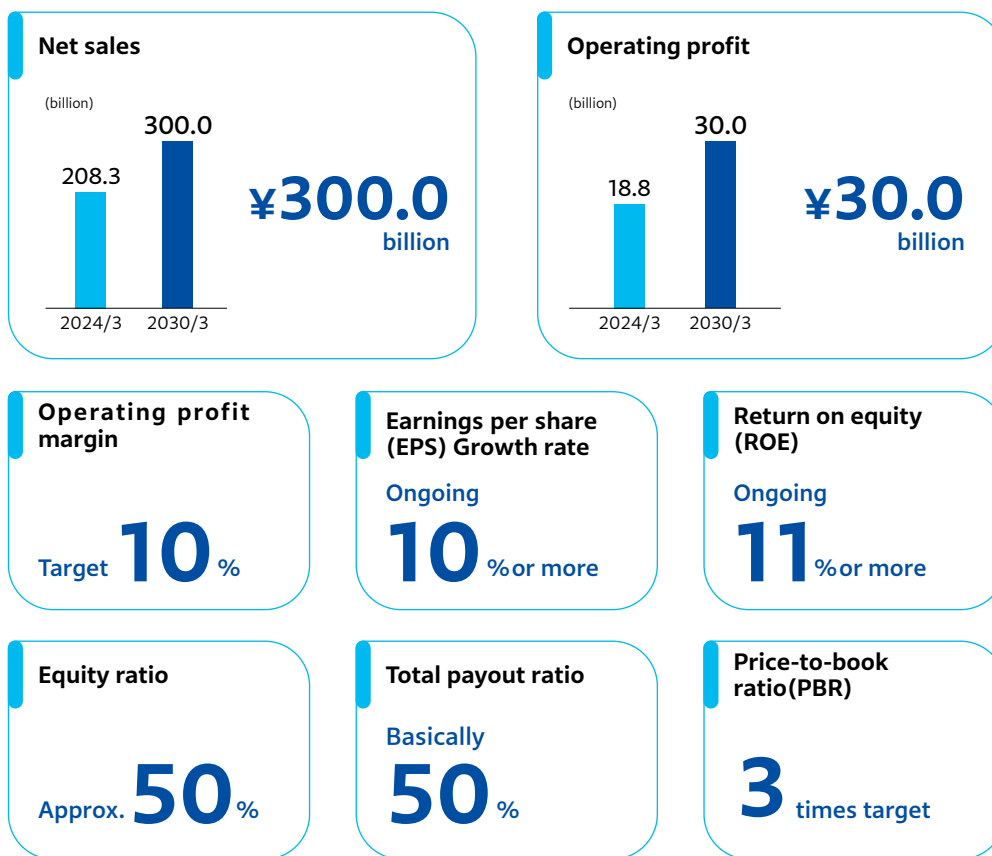 Net sales
(billion)
208.3
300.0
2024/3
2030/3
¥300.0
billion
Operating profit
(billion)
18.8
30.0
2024/3
2030/3
¥30.0
billion
Operating profit
margin
Target 10 %
Earnings per share
(EPS) Growth rate
Ongoing
10 % or more
Return on equity
(ROE)
Ongoing
11 % or more
Equity ratio
Approx. 50 %
Total payout ratio
Basically
50 %
Price-to-book
ratio(PBR)
3 times target